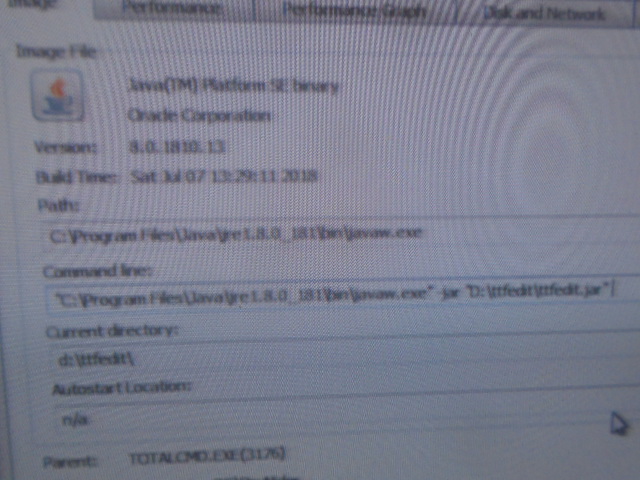 Image Performance Performance Graph Disk and Network
Image File
Java(TM) Platform SE binary
Oracle Corporation
Version: 8.0.1810.13
Build Time: Sat Jul 07 13:29:11 2018
Path:
C:\Program Files\Java\jre1.8.0_181\bin\javaw.exe
Command line:
"C:\Program Files\Java\jre1.8.0_181\bin\javaw.exe" -jar "D:\ttfedit\ttfedit.jar"
Current directory:
d:\ttfedit\
Autostart Location:
n/a
Parent: TOTALCMD.EXE(3176)